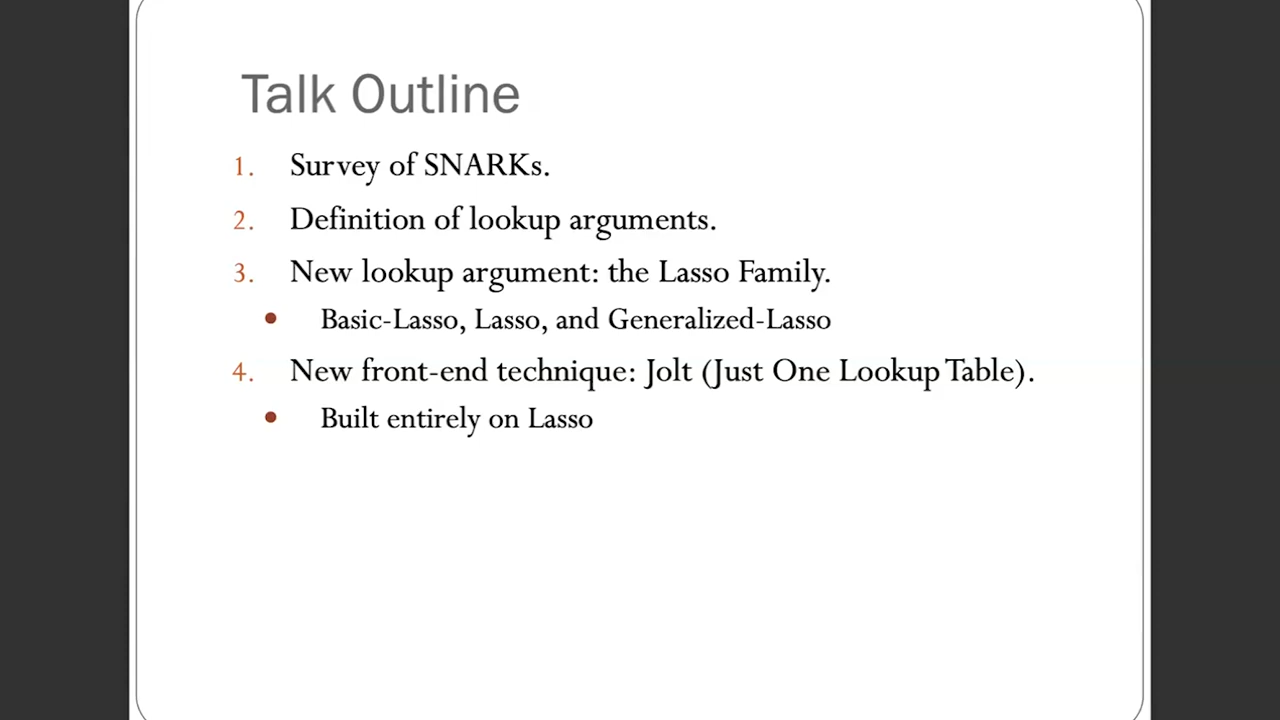 Talk Outline
1. Survey of SNARKs.
2. Definition of lookup arguments.
3. New lookup argument: the Lasso Family.
• Basic-Lasso, Lasso, and Generalized-Lasso
4. New front-end technique: Jolt (Just One Lookup Table).
• Built entirely on Lasso